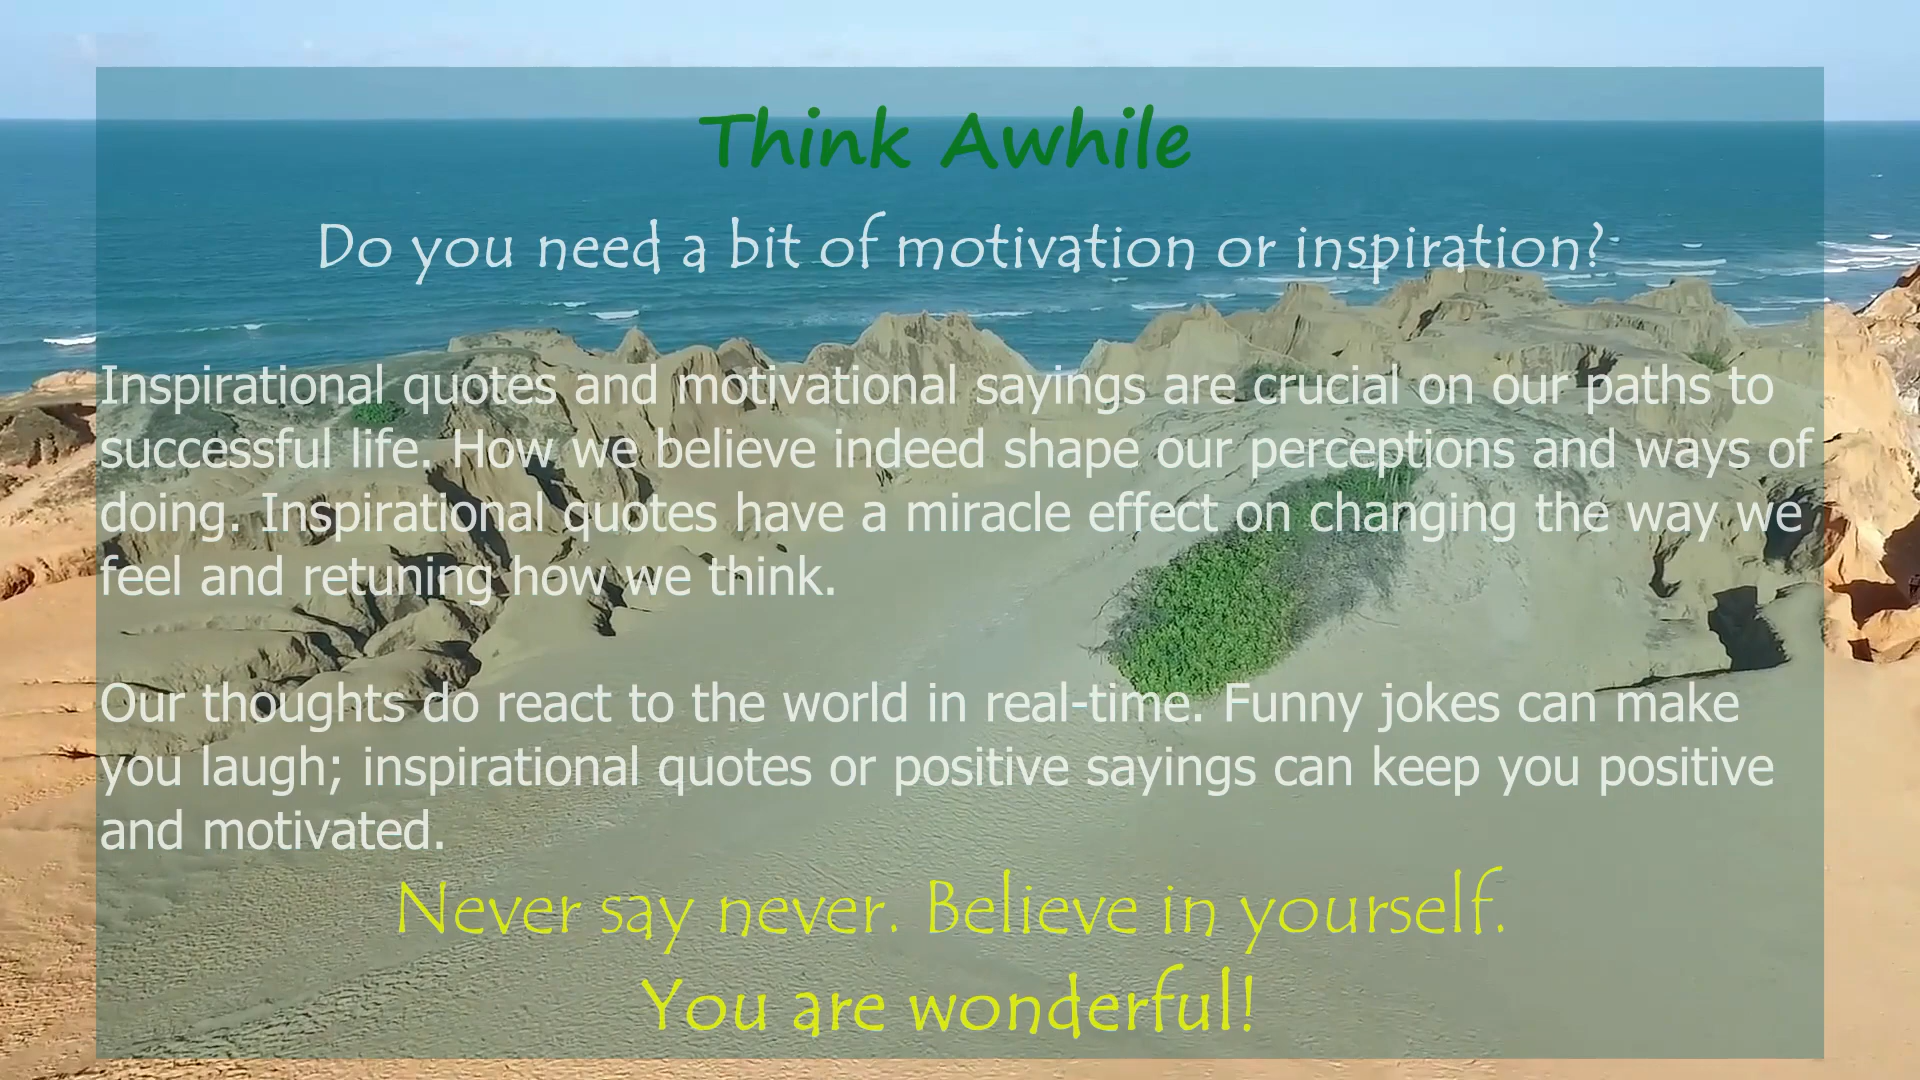 Think Awhile
Do you need a bit of motivation or inspiration?
Inspirational quotes and motivational sayings are crucial on our paths to
successful life. How we believe indeed shape our perceptions and ways of
doing. Inspirational quotes have a miracle effect on changing the way we
feel and retuning how we think.
Our thoughts do react to the world in real-time. Funny jokes can make
you laugh; inspirational quotes or positive sayings can keep you positive
and motivated.
Never say never. Believe in yourself.
You are wonderful!